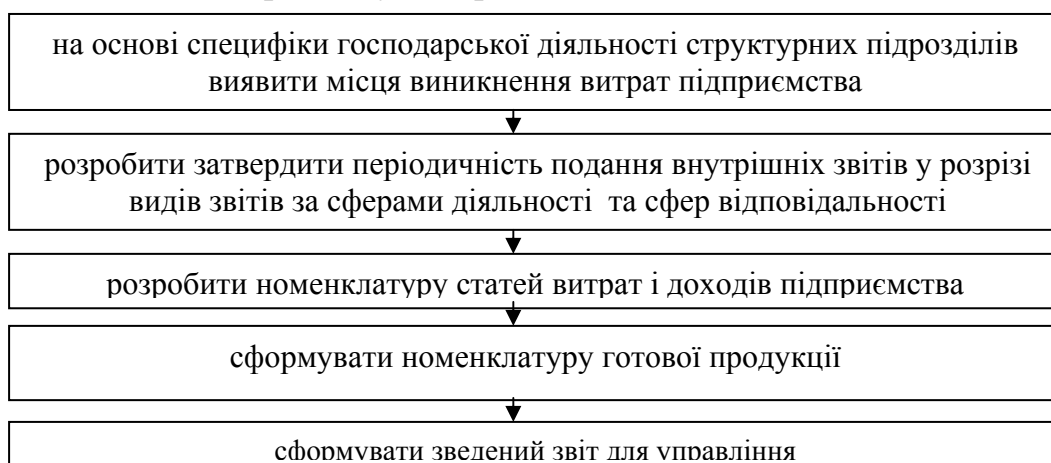 на основі специфіки господарської діяльності структурних підрозділів
виявити місця виникнення витрат підприємства
розробити затвердити періодичність подання внутрішніх звітів у розрізі
видів звітів за сферами діяльності та сфер відповідальності
розробити номенклатуру статей витрат і доходів підприємства
сформувати номенклатуру готової продукції
сформувати зведений звіт для управління